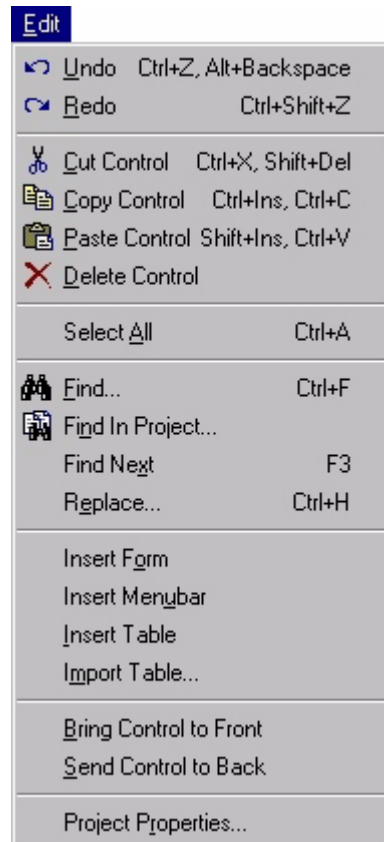 Edit
Undo Ctrl+Z, Alt+Backspace
Redo Ctrl+Shift+Z
Cut Control Ctrl+X, Shift+Del
Copy Control Ctrl+Ins, Ctrl+C
Paste Control Shift+Ins, Ctrl+V
Delete Control
Select All Ctrl+A
Find... Ctrl+F
Find In Project...
Find Next F3
Replace... Ctrl+H
Insert Form
Insert Menubar
Insert Table
Import Table...
Bring Control to Front
Send Control to Back
Project Properties...